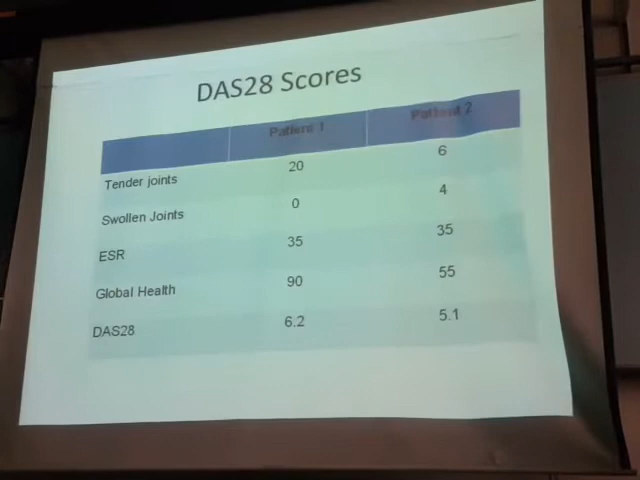 DAS28 Scores
Patient 1 Patient 2
Tender joints 20 6
Swollen Joints 0 4
ESR 35 35
Global Health 90 55
DAS28 6.2 5.1